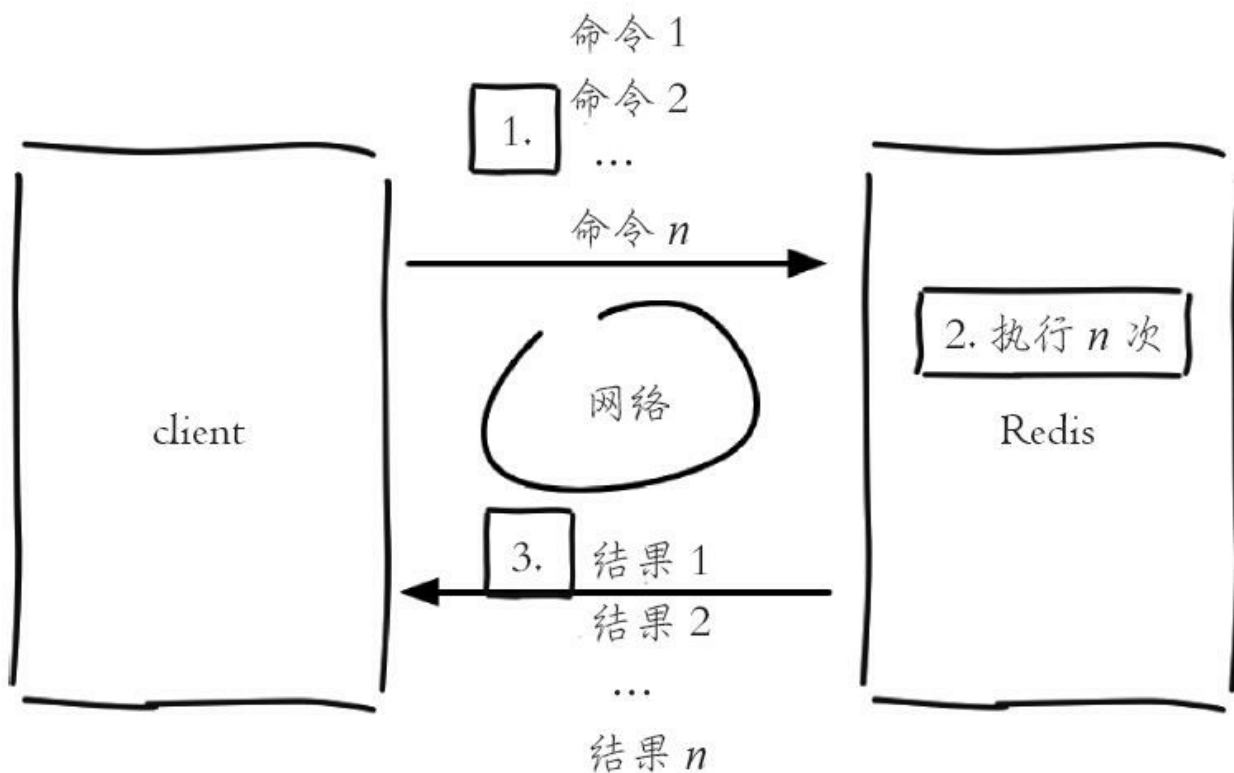 命令 1
命令 2
1.
…
命令 n
2. 执行 n 次
网络
client
Redis
3.
结果 1
结果 2
…
结果 n